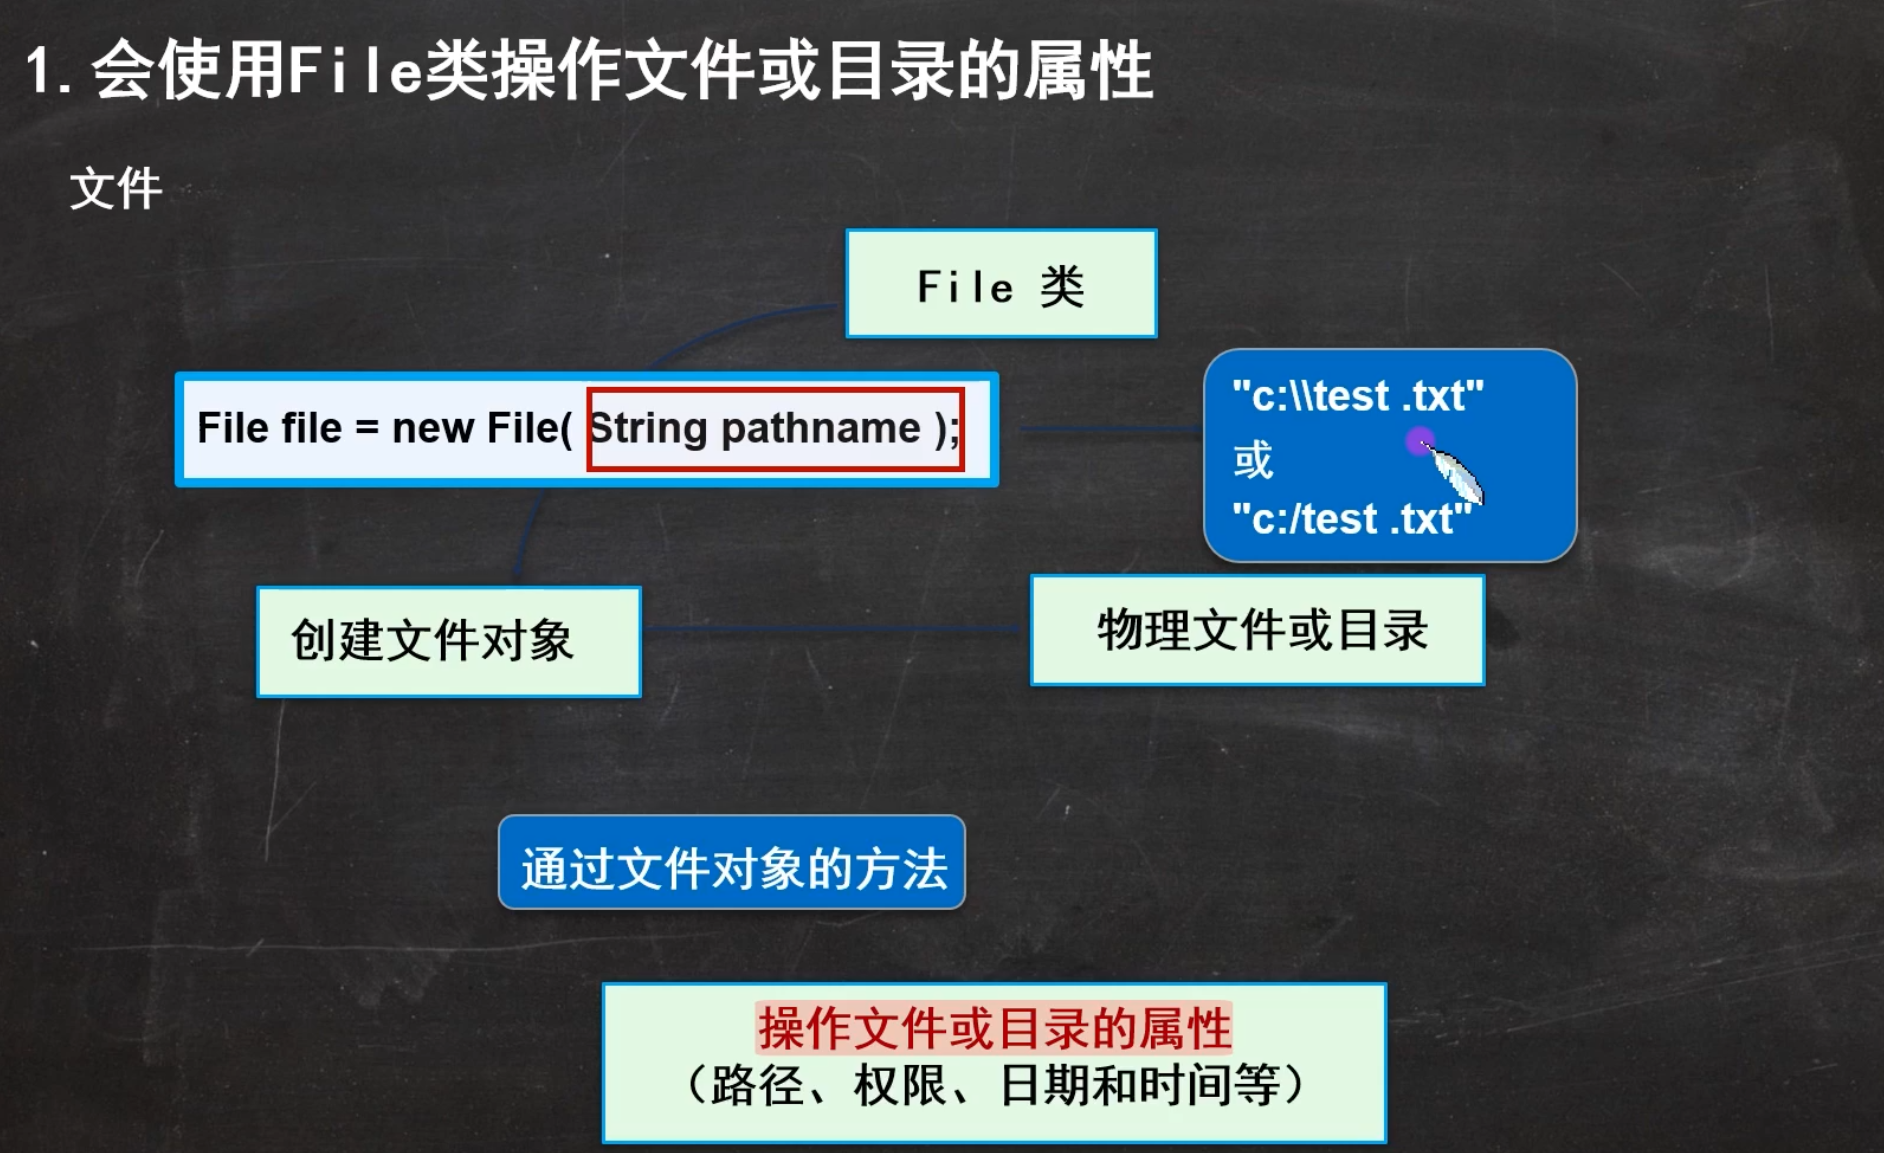 1. 会使用File类操作文件或目录的属性
文件
File 类
File file = new File( String pathname );
"c:\\test .txt"
或
"c:/test .txt"
创建文件对象
物理文件或目录
通过文件对象的方法
操作文件或目录的属性
（路径、权限、日期和时间等）